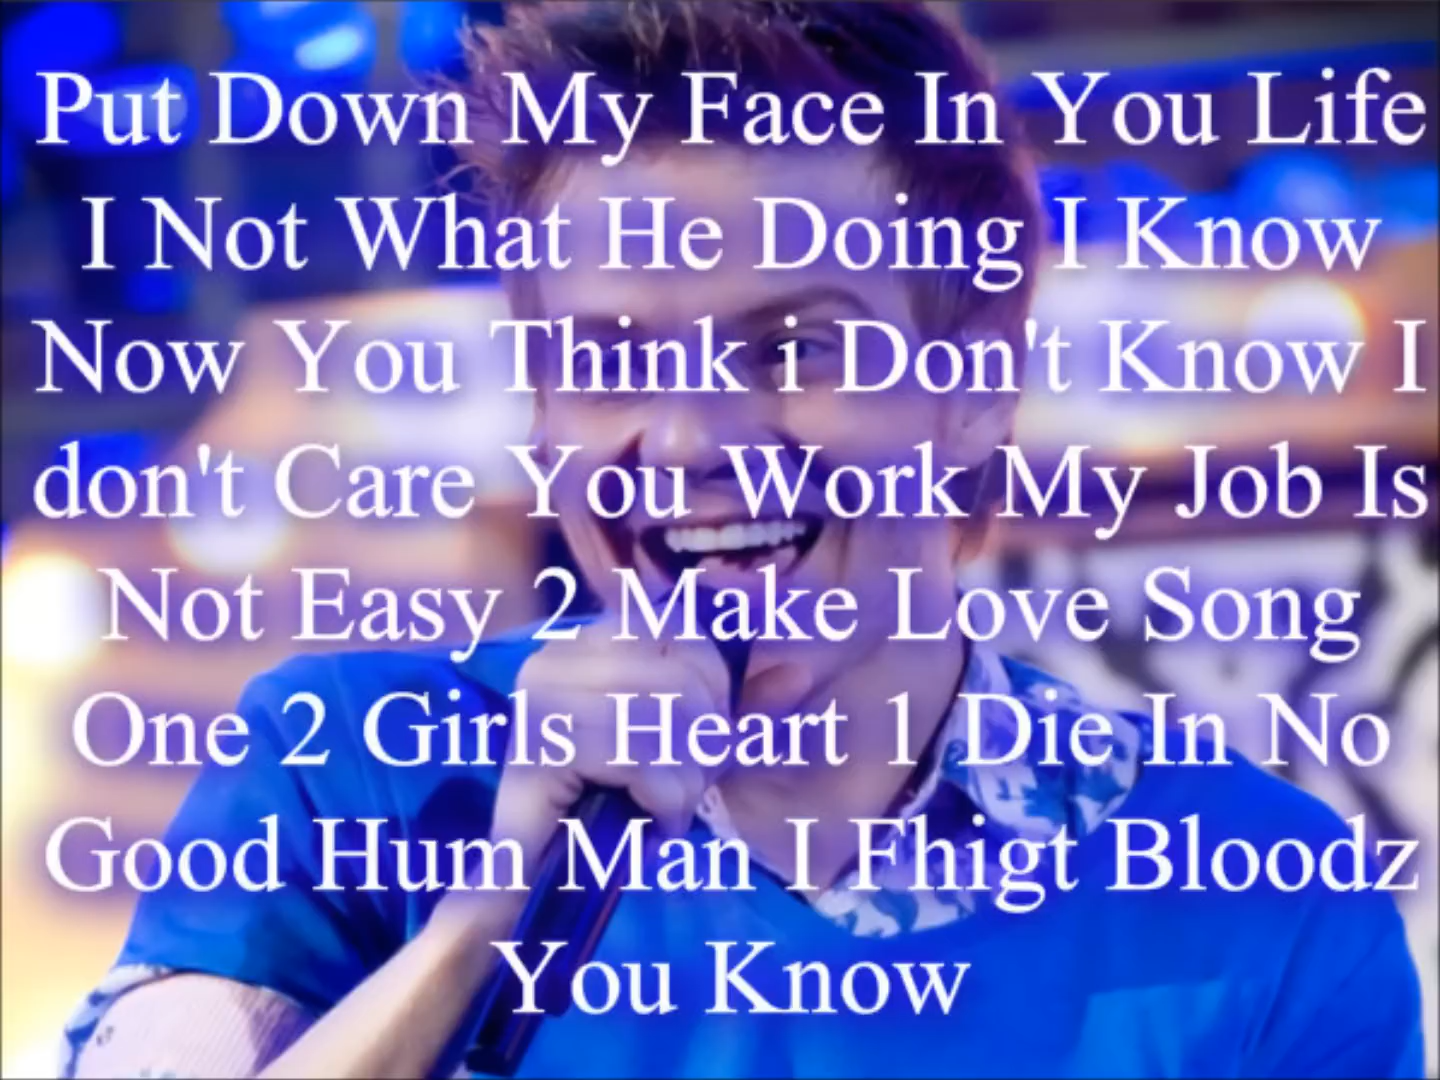 Put Down My Face In You Life
I Not What He Doing I Know
Now You Think i Don't Know I
don't Care You Work My Job Is
Not Easy 2 Make Love Song
One 2 Girls Heart 1 Die In No
Good Hum Man I Fhigt Bloodz
You Know